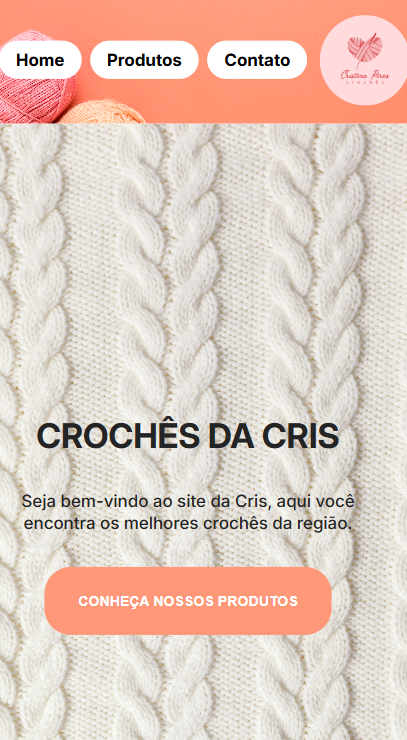 Home
Produtos
Contato
Cristina Pires
CROCHÊS
CROCHÊS DA CRIS
Seja bem-vindo ao site da Cris, aqui você
encontra os melhores crochês da região.
CONHEÇA NOSSOS PRODUTOS